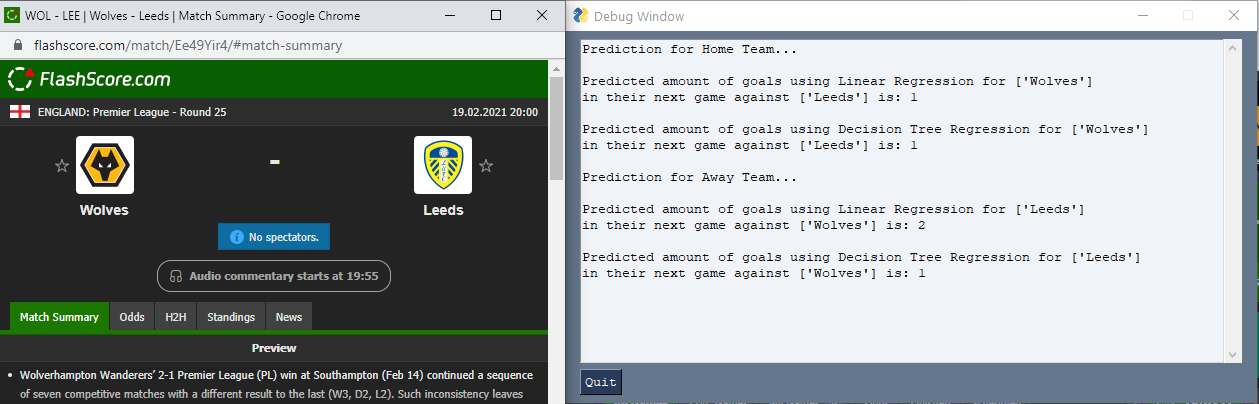 WOL - LEE | Wolves - Leeds | Match Summary - Google Chrome
flashscore.com/match/Ee49Yir4/#match-summary
FlashScore.com
ENGLAND: Premier League - Round 25
19.02.2021 20:00
-
Wolves
Leeds
No spectators.
Audio commentary starts at 19:55
Match Summary
Odds
H2H
Standings
News
Preview
• Wolverhampton Wanderers' 2-1 Premier League (PL) win at Southampton (Feb 14) continued a sequence
of seven competitive matches with a different result to the last (W3, D2, L2). Such inconsistency leaves
Debug Window
Prediction for Home Team...
Predicted amount of goals using Linear Regression for ['Wolves']
in their next game against ['Leeds'] is: 1
Predicted amount of goals using Decision Tree Regression for ['Wolves']
in their next game against ['Leeds'] is: 1
Prediction for Away Team...
Predicted amount of goals using Linear Regression for ['Leeds']
in their next game against ['Wolves'] is: 2
Predicted amount of goals using Decision Tree Regression for ['Leeds']
in their next game against ['Wolves'] is: 1
Quit